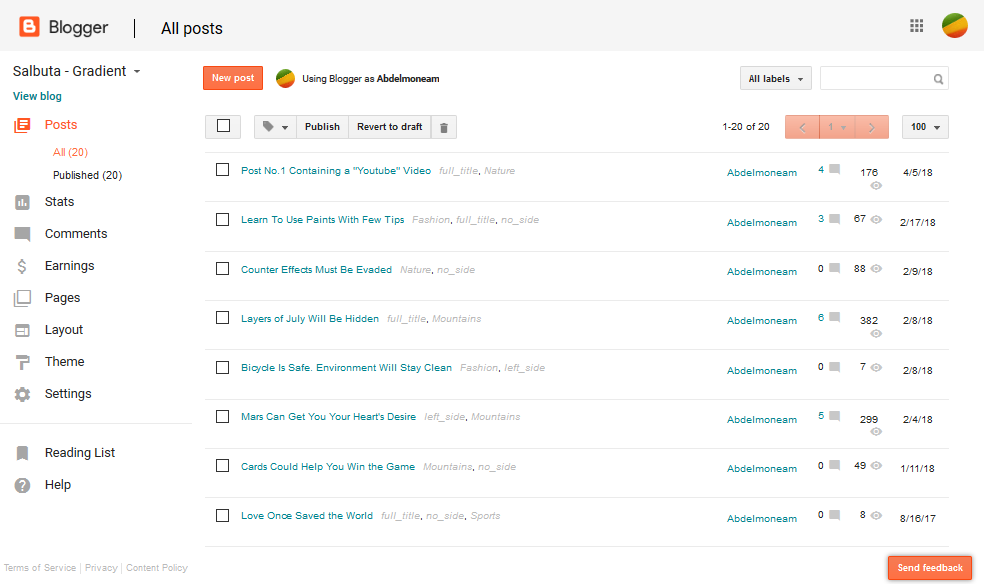 Blogger All posts
Salbuta - Gradient
View blog
Posts
All (20)
Published (20)
Stats
Comments
Earnings
Pages
Layout
Theme
Settings
Reading List
Help
New post Using Blogger as Abdelmoneam All labels
Publish Revert to draft 1-20 of 20 1 100
Post No.1 Containing a "Youtube" Video full_title, Nature Abdelmoneam 4 176 4/5/18
Learn To Use Paints With Few Tips Fashion, full_title, no_side Abdelmoneam 3 67 2/17/18
Counter Effects Must Be Evaded Nature, no_side Abdelmoneam 0 88 2/9/18
Layers of July Will Be Hidden full_title, Mountains Abdelmoneam 6 382 2/8/18
Bicycle Is Safe. Environment Will Stay Clean Fashion, left_side Abdelmoneam 0 7 2/8/18
Mars Can Get You Your Heart's Desire left_side, Mountains Abdelmoneam 5 299 2/4/18
Cards Could Help You Win the Game Mountains, no_side Abdelmoneam 0 49 1/11/18
Love Once Saved the World full_title, no_side, Sports Abdelmoneam 0 8 8/16/17
Terms of Service | Privacy | Content Policy
Send feedback